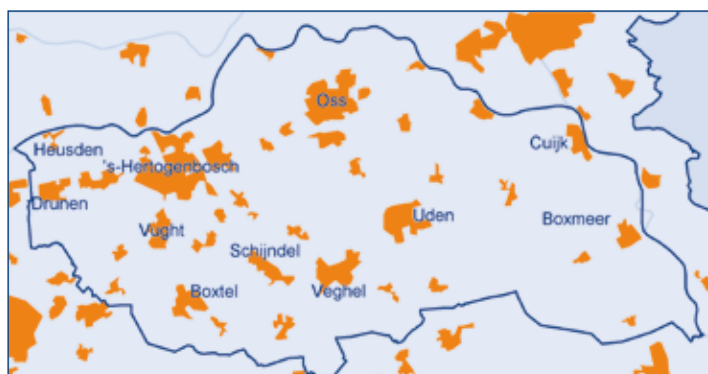 Oss
Heusden
's-Hertogenbosch
Cuijk
Drunen
Uden
Boxmeer
Vught
Schijndel
Boxtel
Veghel